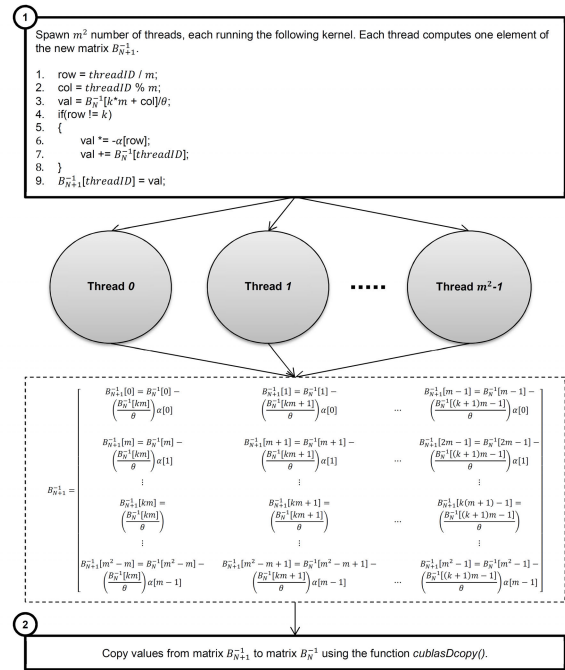 1
Spawn m² number of threads, each running the following kernel. Each thread computes one element of
the new matrix B_{N+1}^{-1}.
1. row = threadID / m;
2. col = threadID % m;
3. val = B_N^{-1}[k*m + col]/θ;
4. if(row != k)
5. {
6. val *= -α[row];
7. val += B_N^{-1}[threadID];
8. }
9. B_{N+1}^{-1}[threadID] = val;
Thread 0 Thread 1 ..... Thread m²-1
B_{N+1}^{-1}[0] = B_N^{-1}[0] − B_{N+1}^{-1}[1] = B_N^{-1}[1] − B_{N+1}^{-1}[m − 1] = B_N^{-1}[m − 1] −
(B_N^{-1}[km]/θ) α[0] (B_N^{-1}[km + 1]/θ) α[0] ... (B_N^{-1}[(k + 1)m − 1]/θ) α[0]
B_{N+1}^{-1}[m] = B_N^{-1}[m] − B_{N+1}^{-1}[m + 1] = B_N^{-1}[m + 1] − B_{N+1}^{-1}[2m − 1] = B_N^{-1}[2m − 1] −
(B_N^{-1}[km]/θ) α[1] (B_N^{-1}[km + 1]/θ) α[1] ... (B_N^{-1}[(k + 1)m − 1]/θ) α[1]
⋮ ⋮ ⋮
B_{N+1}^{-1} =
B_{N+1}^{-1}[km] = B_{N+1}^{-1}[km + 1] = B_{N+1}^{-1}[k(m + 1) − 1] =
(B_N^{-1}[km]/θ) (B_N^{-1}[km + 1]/θ) ... (B_N^{-1}[(k + 1)m − 1]/θ)
⋮ ⋮ ⋮
B_{N+1}^{-1}[m² − m] = B_N^{-1}[m² − m] − B_{N+1}^{-1}[m² − m + 1] = B_N^{-1}[m² − m + 1] − B_{N+1}^{-1}[m² − 1] = B_N^{-1}[m² − 1] −
(B_N^{-1}[km]/θ) α[m − 1] (B_N^{-1}[km + 1]/θ) α[m − 1] ... (B_N^{-1}[(k + 1)m − 1]/θ) α[m − 1]
2
Copy values from matrix B_{N+1}^{-1} to matrix B_N^{-1} using the function cublasDcopy().